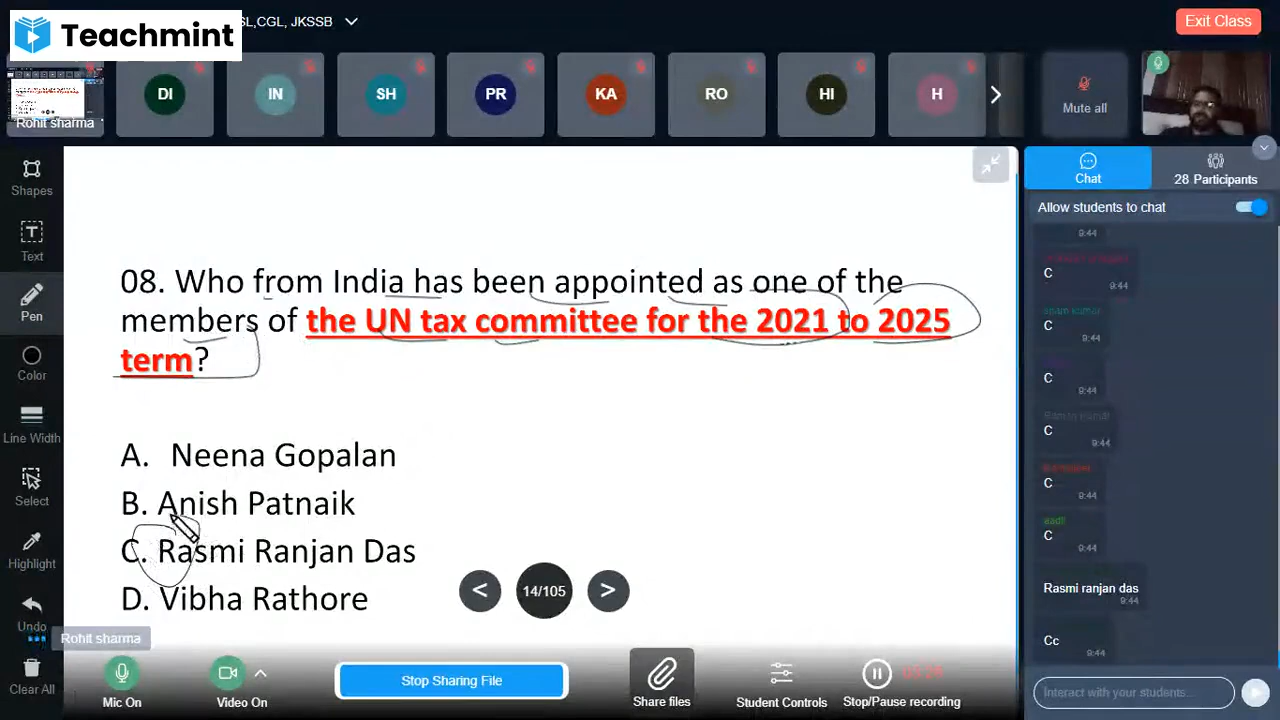 SL,CGL, JKSSB
Exit Class
Teachmint
Rohit sharma
DI
IN
SH
PR
KA
RO
HI
H
Mute all
Shapes
Text
Pen
Color
Line Width
Select
Highlight
Undo
Clear All
08. Who from India has been appointed as one of the
members of the UN tax committee for the 2021 to 2025
term?
A. Neena Gopalan
B. Anish Patnaik
C. Rasmi Ranjan Das
D. Vibha Rathore
14/105
Rohit sharma
Mic On
Video On
Stop Sharing File
Share files
Student Controls
Stop/Pause recording
Chat
28 Participants
Allow students to chat
9:44
C
9:44
C
9:44
C
9:44
C
9:44
C
9:44
C
9:44
Rasmi ranjan das
9:44
Cc
9:44
Interact with your students...